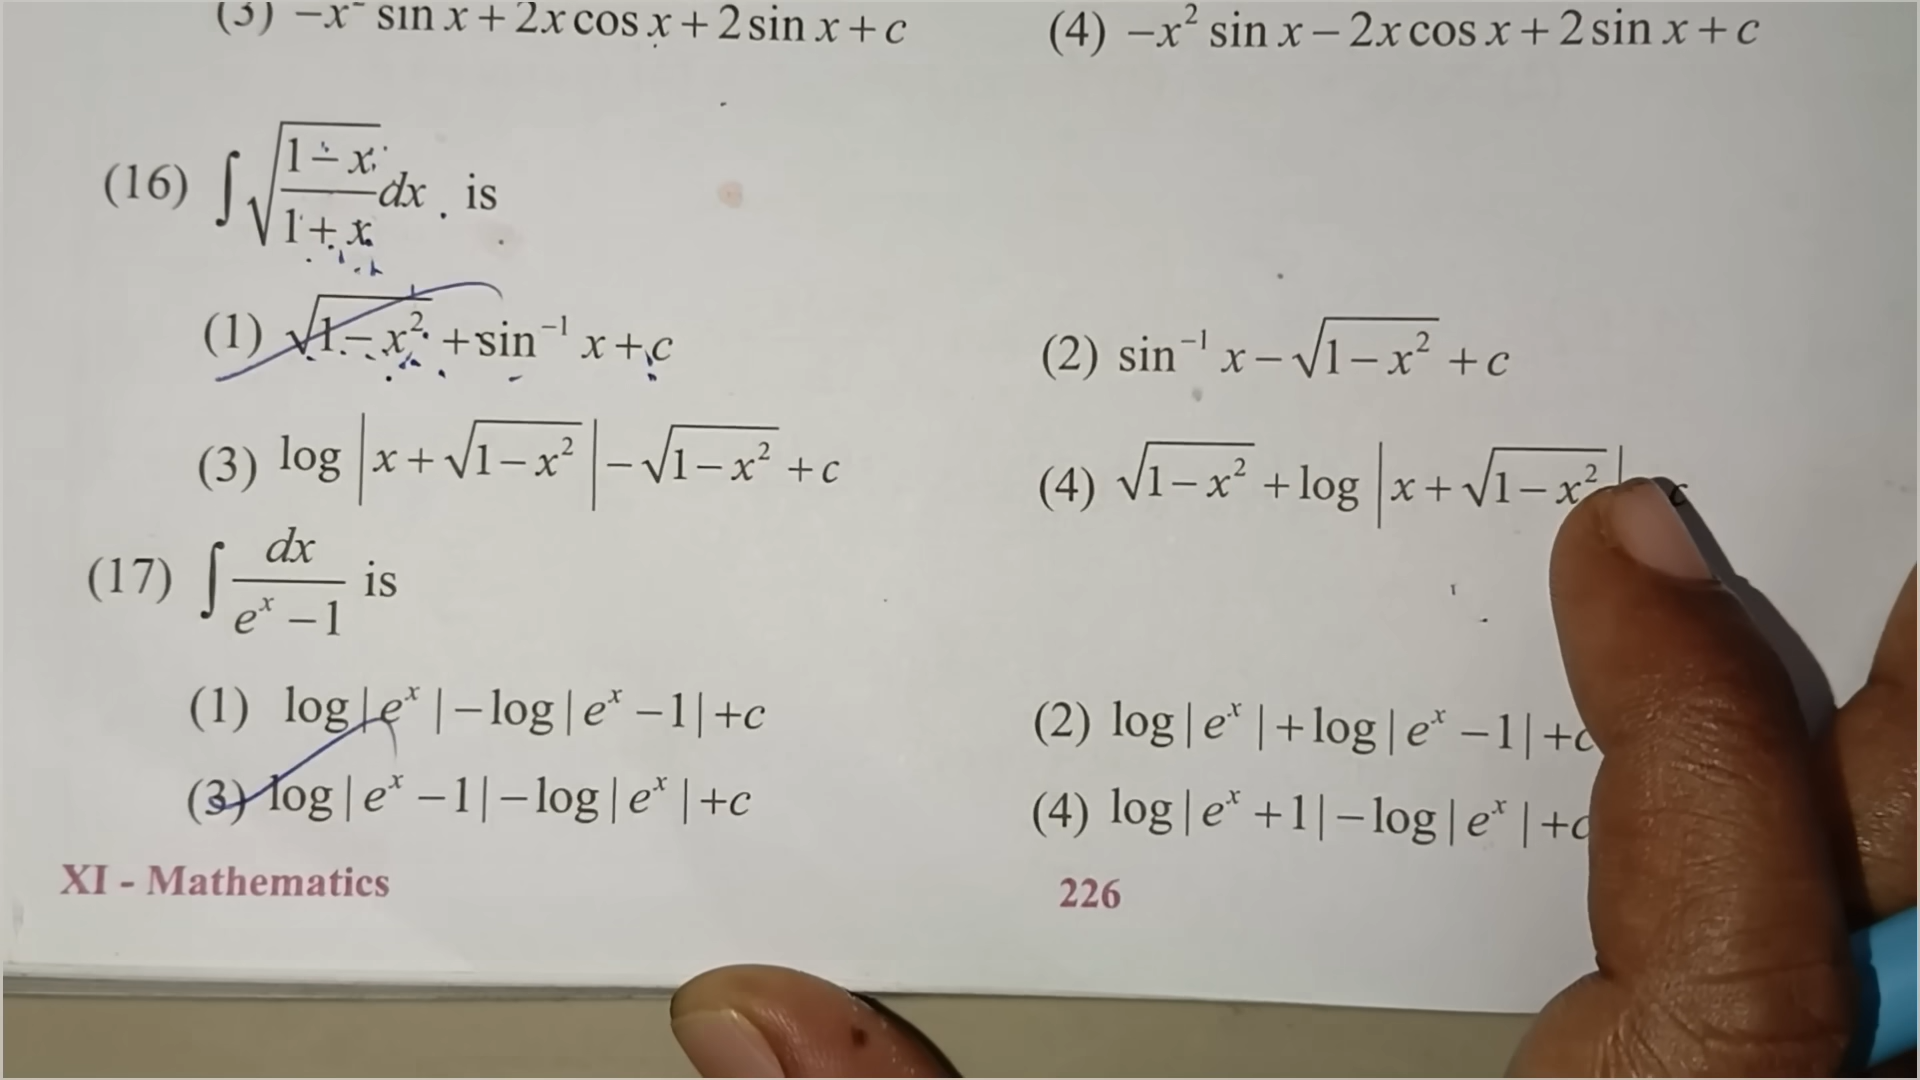 (3) −x² sin x + 2x cos x + 2 sin x + c (4) −x² sin x − 2x cos x + 2 sin x + c
(16) ∫ √((1 − x)/(1 + x)) dx is
(1) √(1 − x²) + sin⁻¹ x + c (2) sin⁻¹ x − √(1 − x²) + c
(3) log |x + √(1 − x²)| − √(1 − x²) + c (4) √(1 − x²) + log |x + √(1 − x²)| c
(17) ∫ dx/(eˣ − 1) is
(1) log | eˣ | − log | eˣ − 1 | + c (2) log | eˣ | + log | eˣ − 1 | + c
(3) log | eˣ − 1 | − log | eˣ | + c (4) log | eˣ + 1 | − log | eˣ | + c
XI - Mathematics 226